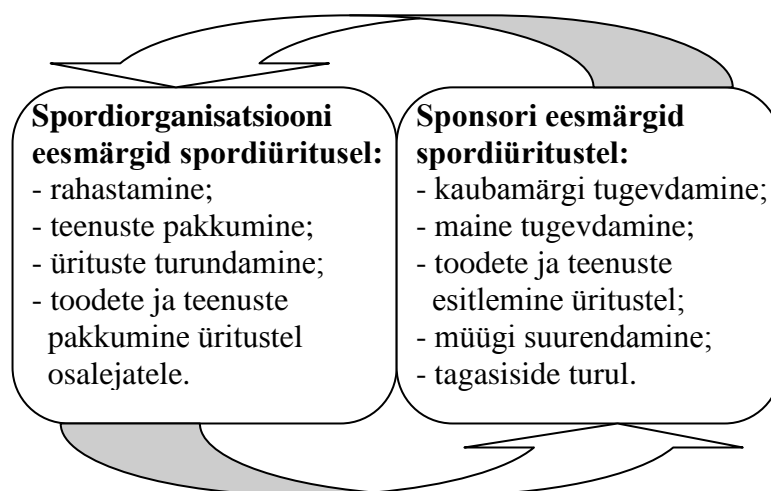 Spordiorganisatsiooni
eesmärgid spordiüritusel:
- rahastamine;
- teenuste pakkumine;
- ürituste turundamine;
- toodete ja teenuste
pakkumine üritustel
osalejatele.
Sponsori eesmärgid
spordiüritustel:
- kaubamärgi tugevdamine;
- maine tugevdamine;
- toodete ja teenuste
esitlemine üritustel;
- müügi suurendamine;
- tagasiside turul.